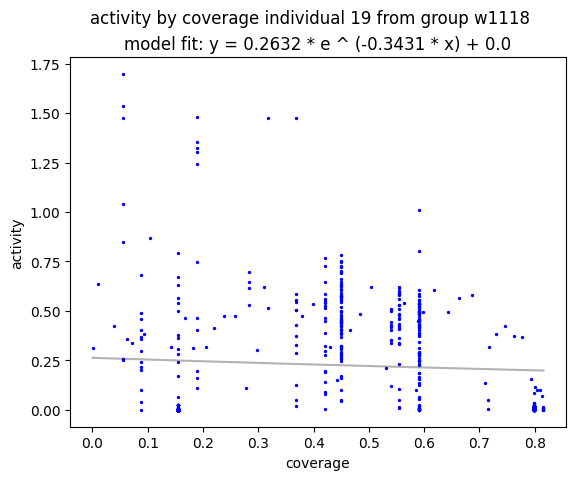 activity by coverage individual 19 from group w1118
model fit: y = 0.2632 * e ^ (-0.3431 * x) + 0.0
1.75
1.50
1.25
1.00
0.75
0.50
0.25
0.00
activity
0.0 0.1 0.2 0.3 0.4 0.5 0.6 0.7 0.8
coverage